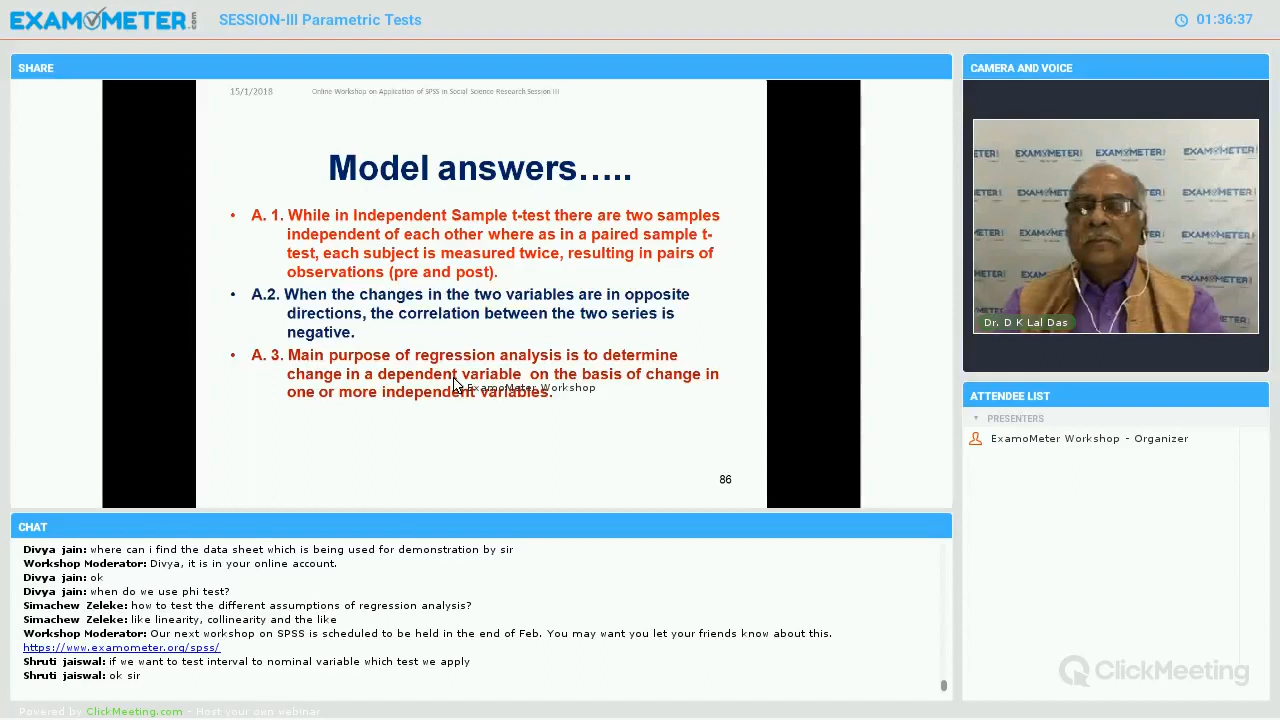 EXAMOMETER.com
SESSION-III Parametric Tests
01:36:37
SHARE
15/1/2018 Online Workshop on Application of SPSS in Social Science Research Session III
Model answers…..
• A. 1. While in Independent Sample t-test there are two samples
independent of each other where as in a paired sample t-
test, each subject is measured twice, resulting in pairs of
observations (pre and post).
• A.2. When the changes in the two variables are in opposite
directions, the correlation between the two series is
negative.
• A. 3. Main purpose of regression analysis is to determine
change in a dependent variable on the basis of change in
one or more independent variables.
ExamoMeter Workshop
86
CAMERA AND VOICE
ETER! EXAMOMETER EXAMOMETER EXAMOMETER
Dr. D K Lal Das
ATTENDEE LIST
PRESENTERS
ExamoMeter Workshop - Organizer
CHAT
Divya jain: where can i find the data sheet which is being used for demonstration by sir
Workshop Moderator: Divya, it is in your online account.
Divya jain: ok
Divya jain: when do we use phi test?
Simachew Zeleke: how to test the different assumptions of regression analysis?
Simachew Zeleke: like linearity, collinearity and the like
Workshop Moderator: Our next workshop on SPSS is scheduled to be held in the end of Feb. You may want you let your friends know about this.
https://www.examometer.org/spss/
Shruti jaiswal: if we want to test interval to nominal variable which test we apply
Shruti jaiswal: ok sir
ClickMeeting
Powered by ClickMeeting.com - Host your own webinar